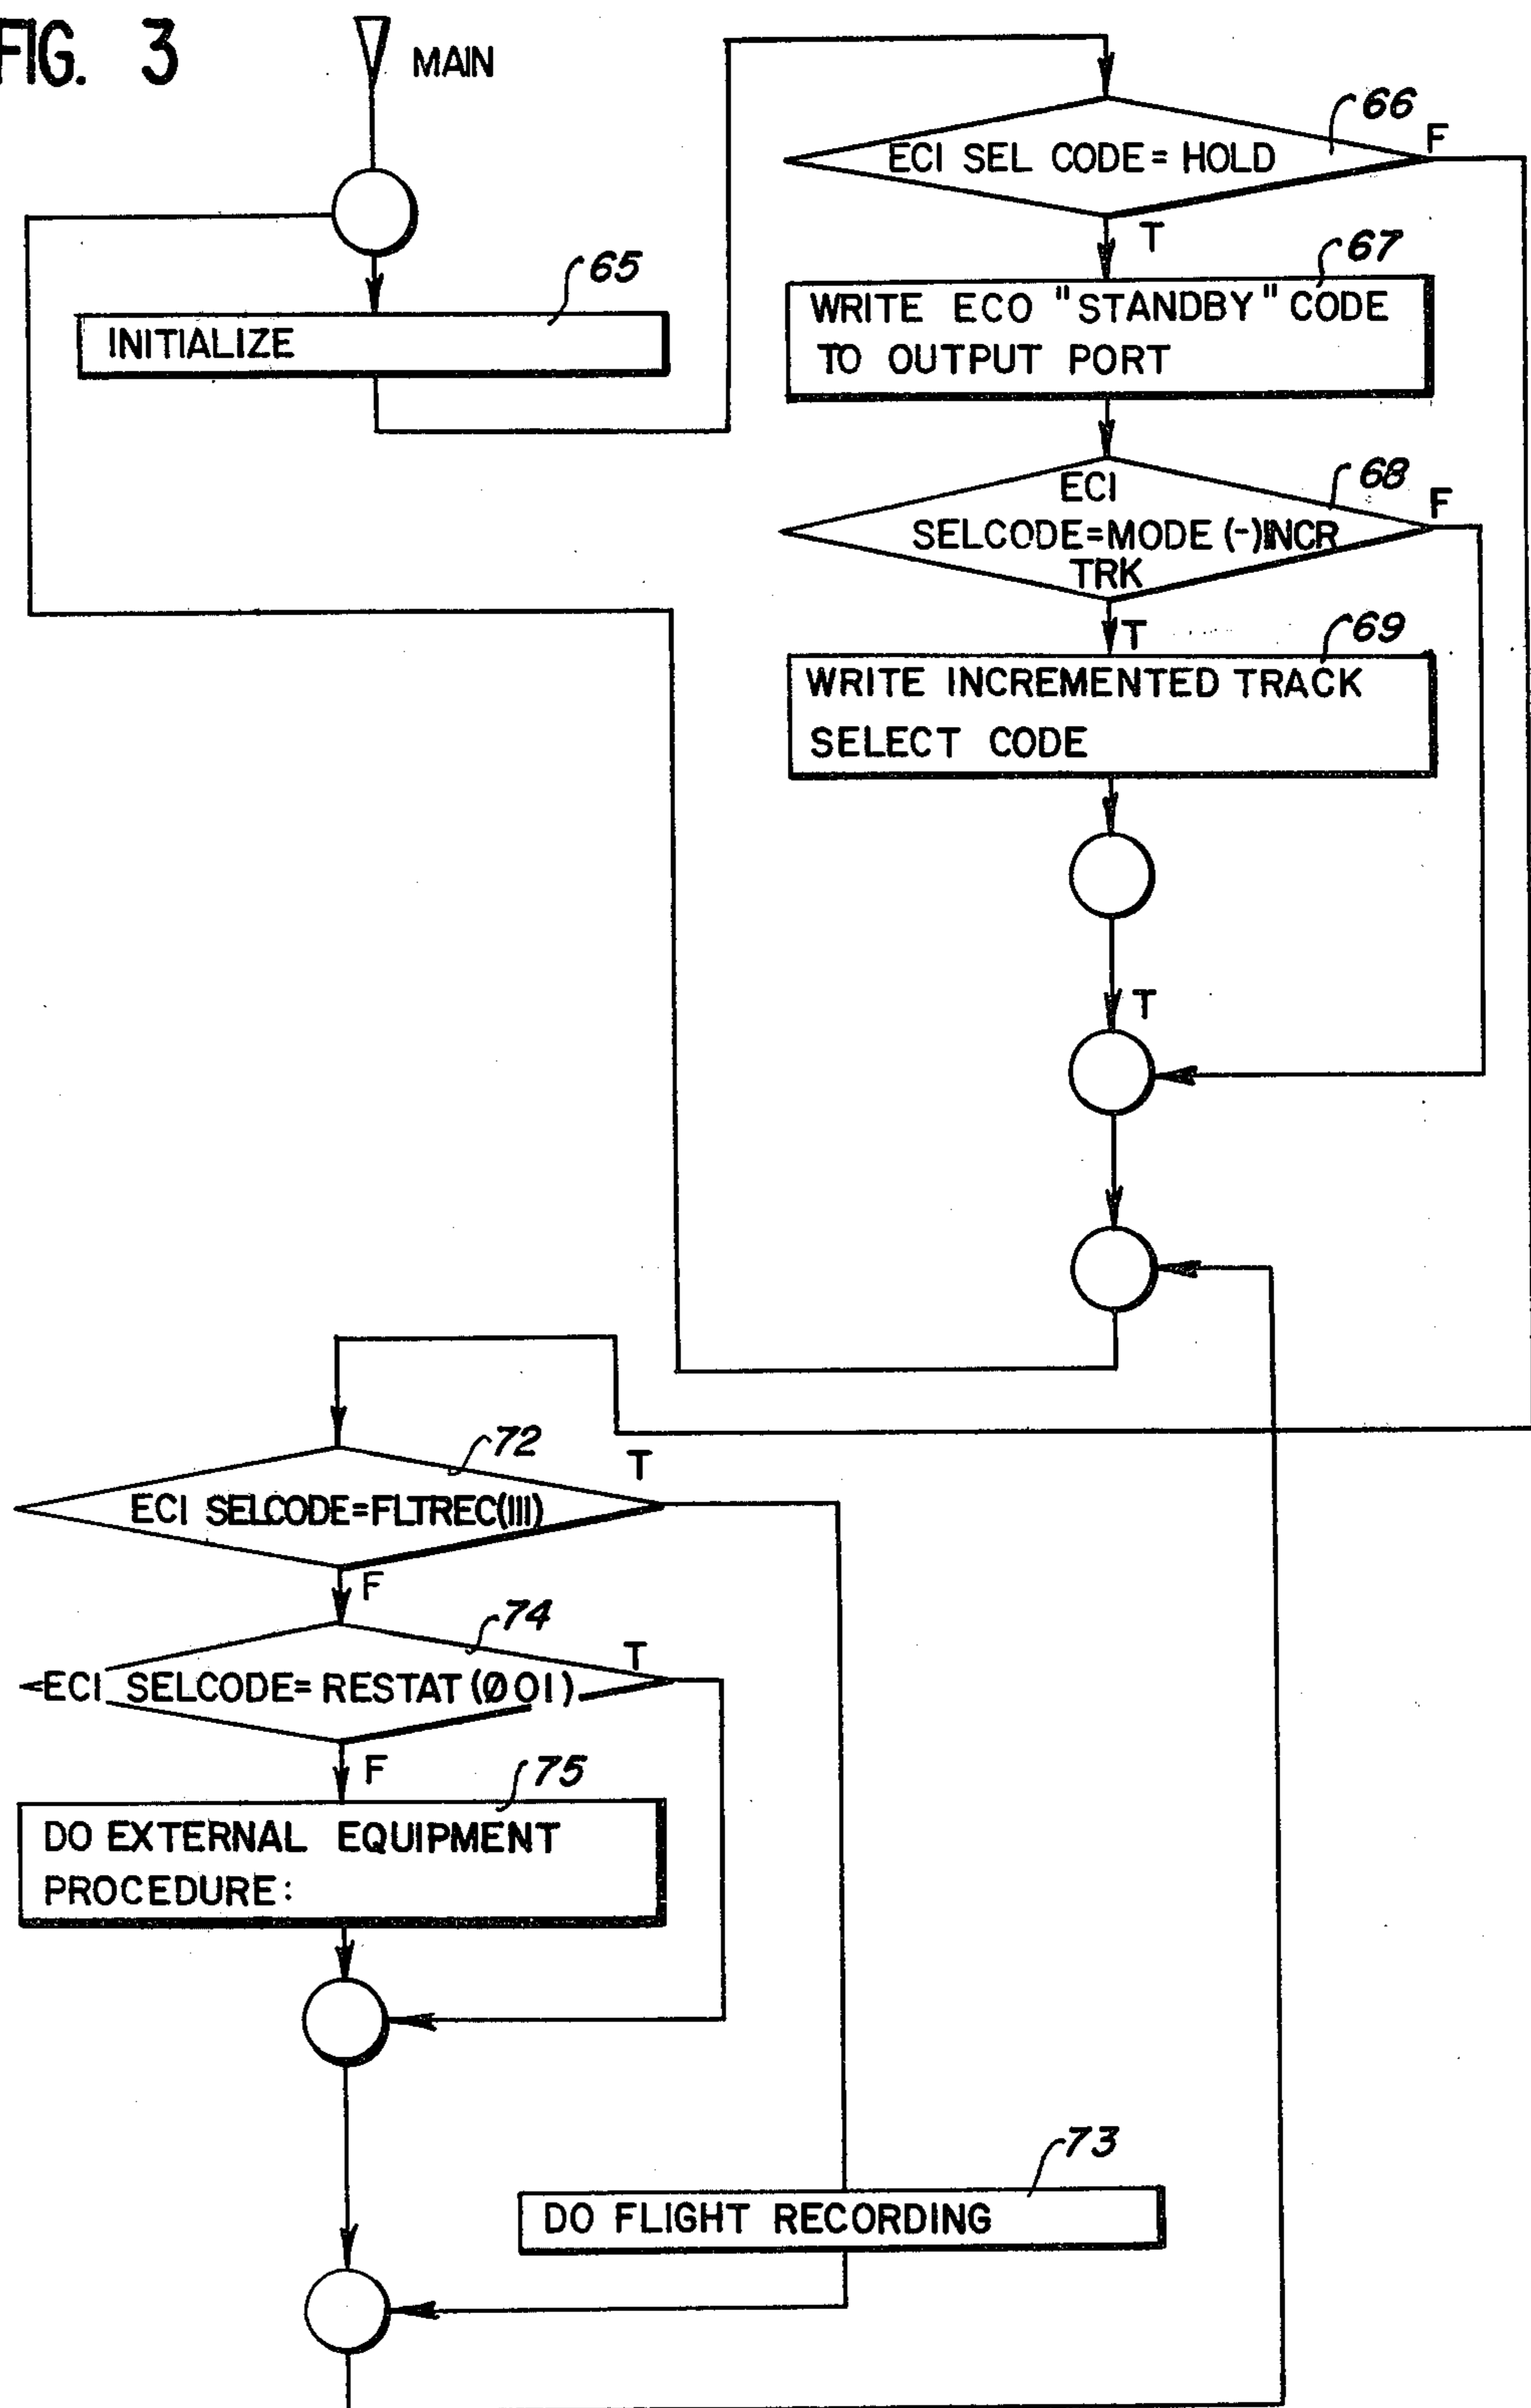 FIG. 3
MAIN
65
INITIALIZE
66
ECI SEL CODE = HOLD
F
T
67
WRITE ECO "STANDBY" CODE
TO OUTPUT PORT
68
ECI
SELCODE=MODE (-)INCR
TRK
F
T
69
WRITE INCREMENTED TRACK
SELECT CODE
T
72
ECI SELCODE=FLTREC(III)
T
F
74
ECI SELCODE= RESTAT (Ø01)
T
F
75
DO EXTERNAL EQUIPMENT
PROCEDURE:
73
DO FLIGHT RECORDING